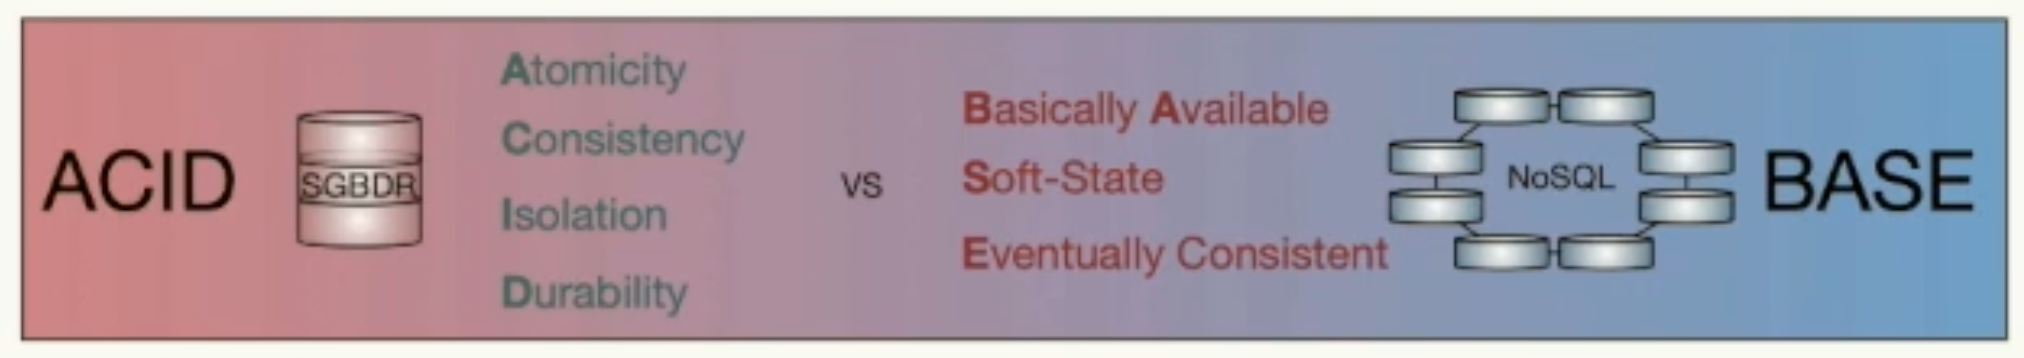 ACID
SGBDR
Atomicity
Consistency
Isolation
Durability
vs
Basically Available
Soft-State
Eventually Consistent
NoSQL
BASE